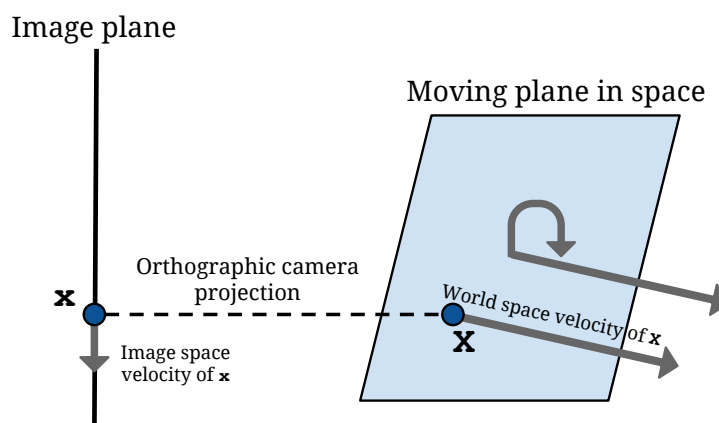 Image plane
Moving plane in space
Orthographic camera
projection
x
World space velocity of x
X
Image space
velocity of x